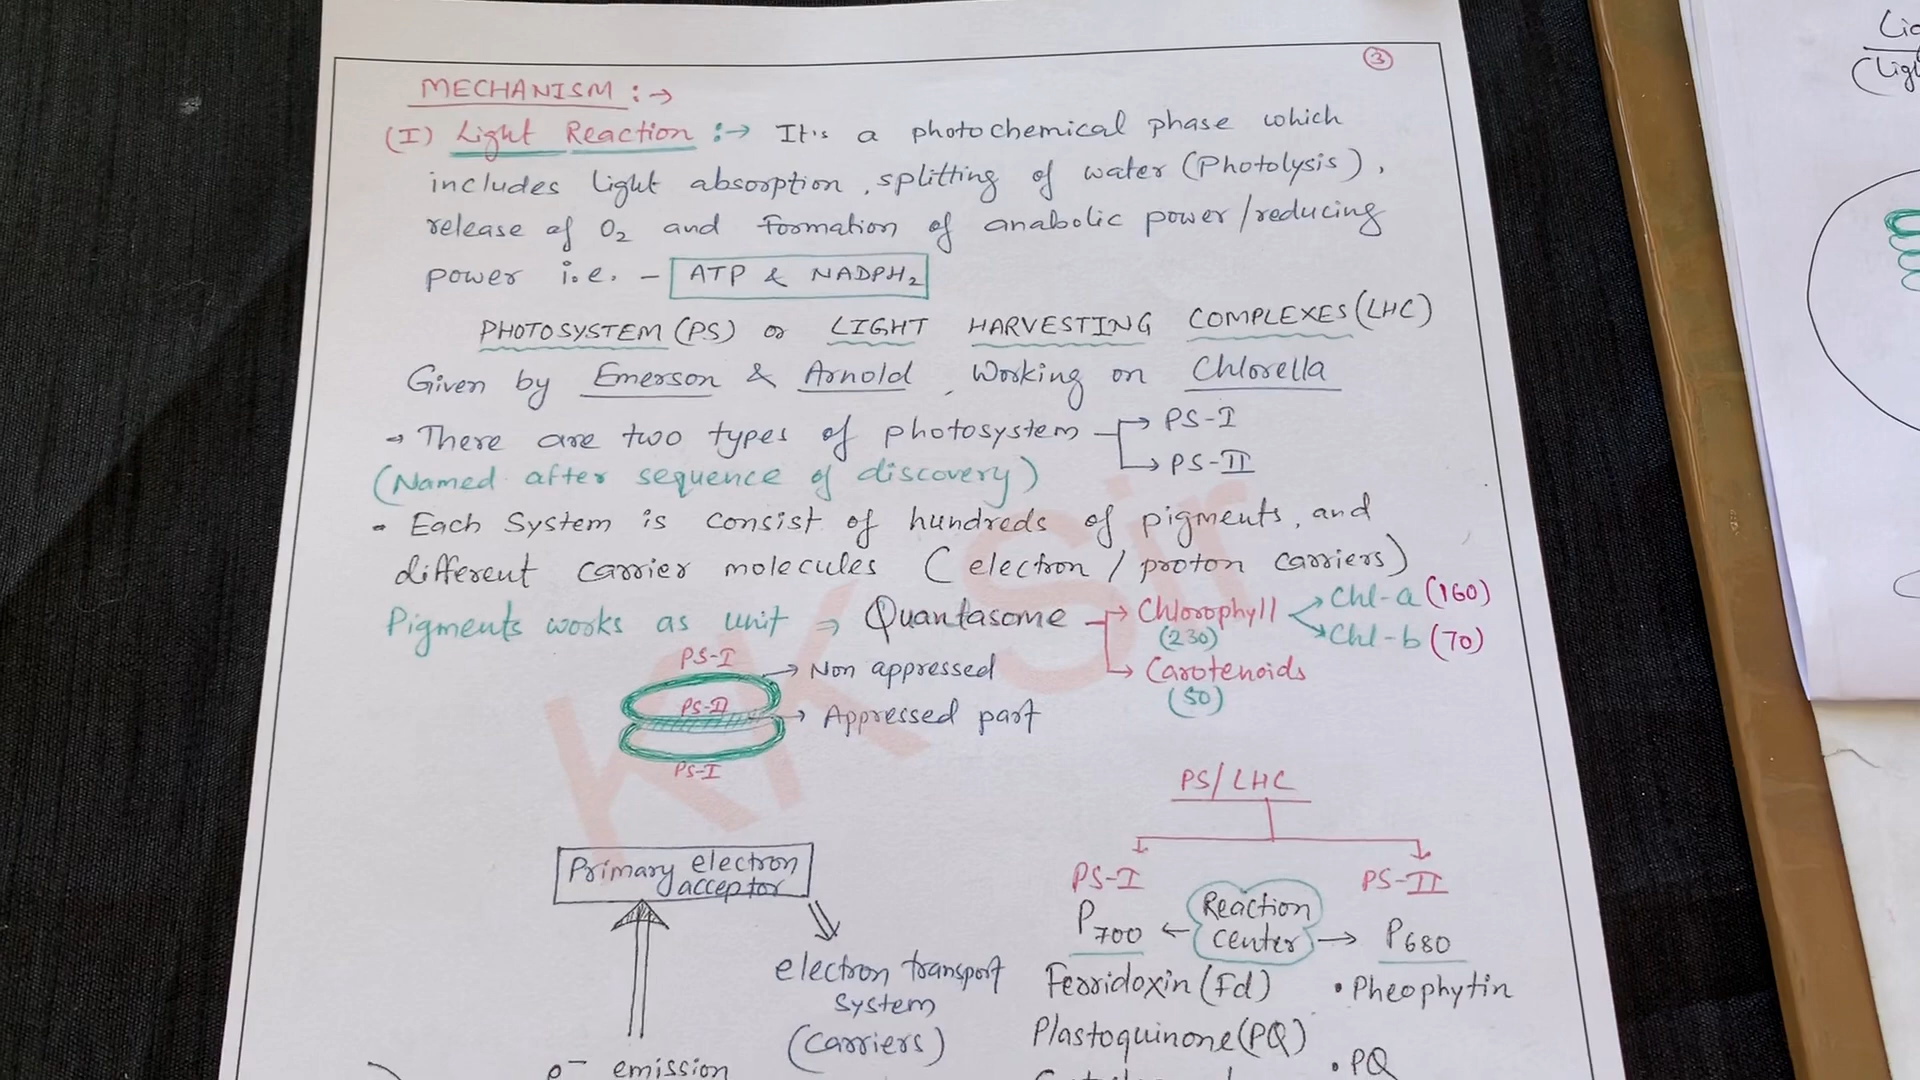 3
MECHANISM :→
(I) Light Reaction :→ It's a photochemical phase which
includes light absorption, splitting of water (Photolysis),
release of O₂ and formation of anabolic power/reducing
power i.e. - ATP & NADPH₂
PHOTOSYSTEM (PS) or LIGHT HARVESTING COMPLEXES (LHC)
Given by Emerson & Arnold, Working on Chlorella
→ There are two types of photosystem → PS-I
→ PS-II
(Named after sequence of discovery)
- Each System is consist of hundreds of pigments, and
different carrier molecules (electron / proton carriers)
Pigments works as unit ⇒ Quantasome → Chlorophyll (230) → Chl-a (160)
→ Chl-b (70)
→ Carotenoids (50)
PS-I → Non appressed
PS-II → Appressed part
PS-I
KK Sir
PS/LHC
Primary electron
acceptor
PS-I PS-II
P700 ← Reaction center → P680
electron transport
system
(carriers)
e⁻ emission
Ferridoxin (Fd) • Pheophytin
Plastoquinone (PQ) • PQ